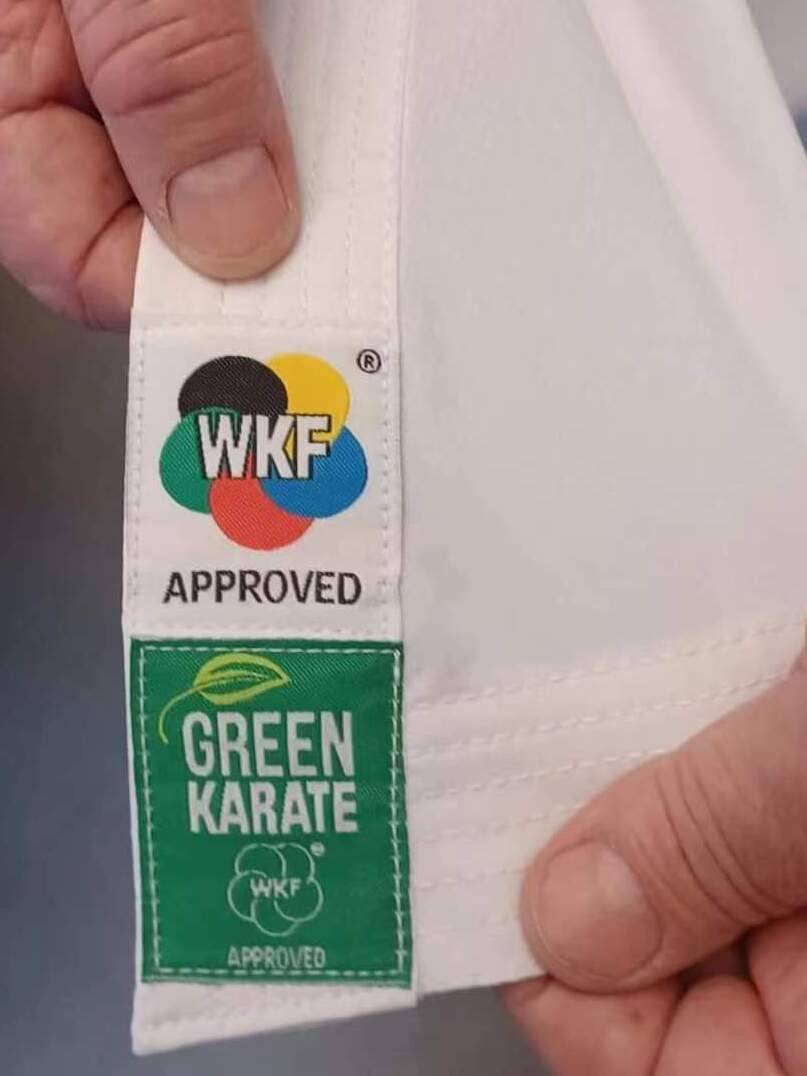 ®
WKF
APPROVED
GREEN
KARATE
WKF
APPROVED